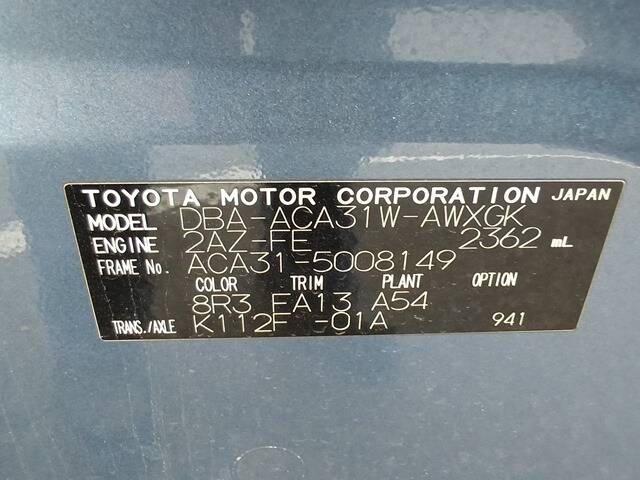 TOYOTA MOTOR CORPORATION JAPAN
MODEL DBA-ACA31W-AWXGK
ENGINE 2AZ-FE 2362 mL
FRAME No. ACA31-5008149
COLOR TRIM PLANT OPTION
8R3 FA13 A54
TRANS./AXLE K112F -01A 941